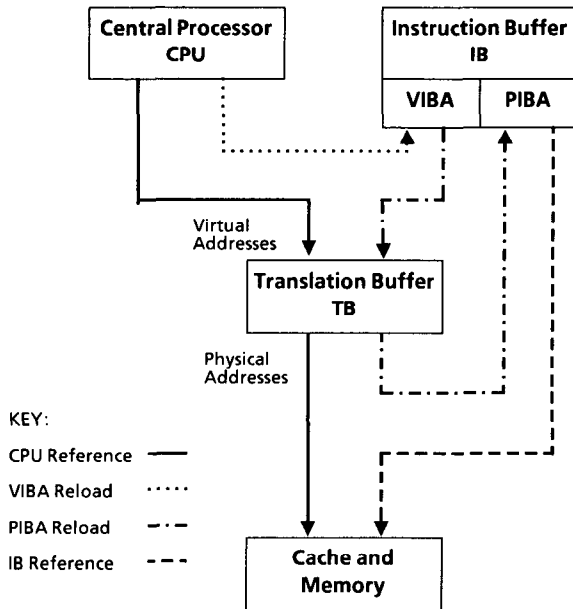 Central Processor
CPU
Instruction Buffer
IB
VIBA
PIBA
Virtual
Addresses
Translation Buffer
TB
Physical
Addresses
KEY:
CPU Reference
VIBA Reload
PIBA Reload
IB Reference
Cache and
Memory